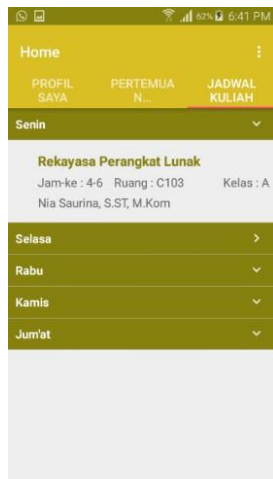 62% 6:41 PM
Home
PROFIL
SAYA
PERTEMUA
N...
JADWAL
KULIAH
Senin
Rekayasa Perangkat Lunak
Jam-ke : 4-6 Ruang : C103 Kelas : A
Nia Saurina, S.ST, M.Kom
Selasa
Rabu
Kamis
Jum'at